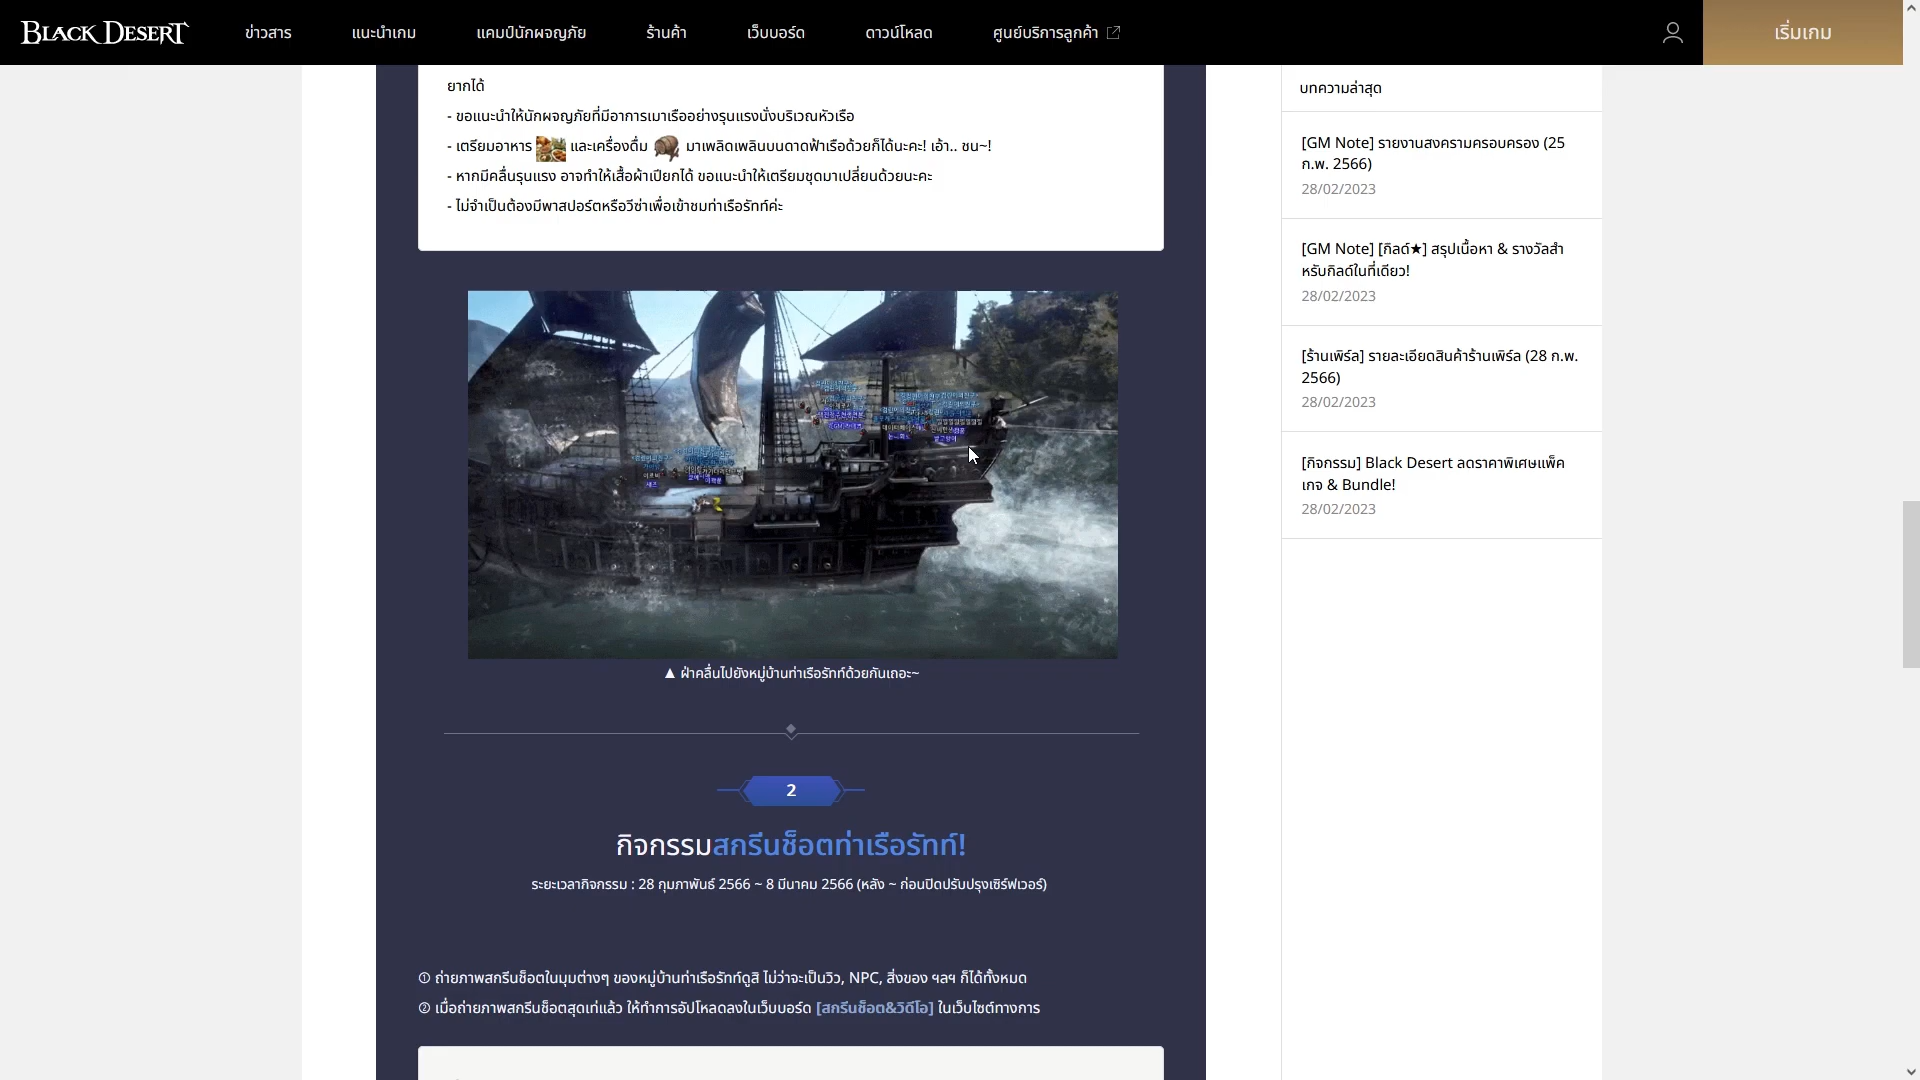 BLACK DESERT
ข่าวสาร
แนะนำเกม
แคมป์นักผจญภัย
ร้านค้า
เว็บบอร์ด
ดาวน์โหลด
ศูนย์บริการลูกค้า
เริ่มเกม
ยากได้
- ขอแนะนำให้นักผจญภัยที่มีอาการเมาเรืออย่างรุนแรงนั่งบริเวณหัวเรือ
- เตรียมอาหาร และเครื่องดื่ม มาเพลิดเพลินบนดาดฟ้าเรือด้วยก็ได้นะคะ! เอ้า.. ชน~!
- หากมีคลื่นรุนแรง อาจทำให้เสื้อผ้าเปียกได้ ขอแนะนำให้เตรียมชุดมาเปลี่ยนด้วยนะคะ
- ไม่จำเป็นต้องมีพาสปอร์ตหรือวีซ่าเพื่อเข้าชมท่าเรือรัทท์ค่ะ
▲ ฝ่าคลื่นไปยังหมู่บ้านท่าเรือรัทท์ด้วยกันเถอะ~
2
กิจกรรมสกรีนช็อตท่าเรือรัทท์!
ระยะเวลากิจกรรม : 28 กุมภาพันธ์ 2566 ~ 8 มีนาคม 2566 (หลัง ~ ก่อนปิดปรับปรุงเซิร์ฟเวอร์)
① ถ่ายภาพสกรีนช็อตในมุมต่างๆ ของหมู่บ้านท่าเรือรัทท์ดูสิ ไม่ว่าจะเป็นวิว, NPC, สิ่งของ ฯลฯ ก็ได้ทั้งหมด
② เมื่อถ่ายภาพสกรีนช็อตสุดเท่แล้ว ให้ทำการอัปโหลดลงในเว็บบอร์ด [สกรีนช็อต&วิดีโอ] ในเว็บไซต์ทางการ
บทความล่าสุด
[GM Note] รายงานสงครามครอบครอง (25
ก.พ. 2566)
28/02/2023
[GM Note] [กิลด์★] สรุปเนื้อหา & รางวัลสำ
หรับกิลด์ในที่เดียว!
28/02/2023
[ร้านเพิร์ล] รายละเอียดสินค้าร้านเพิร์ล (28 ก.พ.
2566)
28/02/2023
[กิจกรรม] Black Desert ลดราคาพิเศษแพ็ค
เกจ & Bundle!
28/02/2023